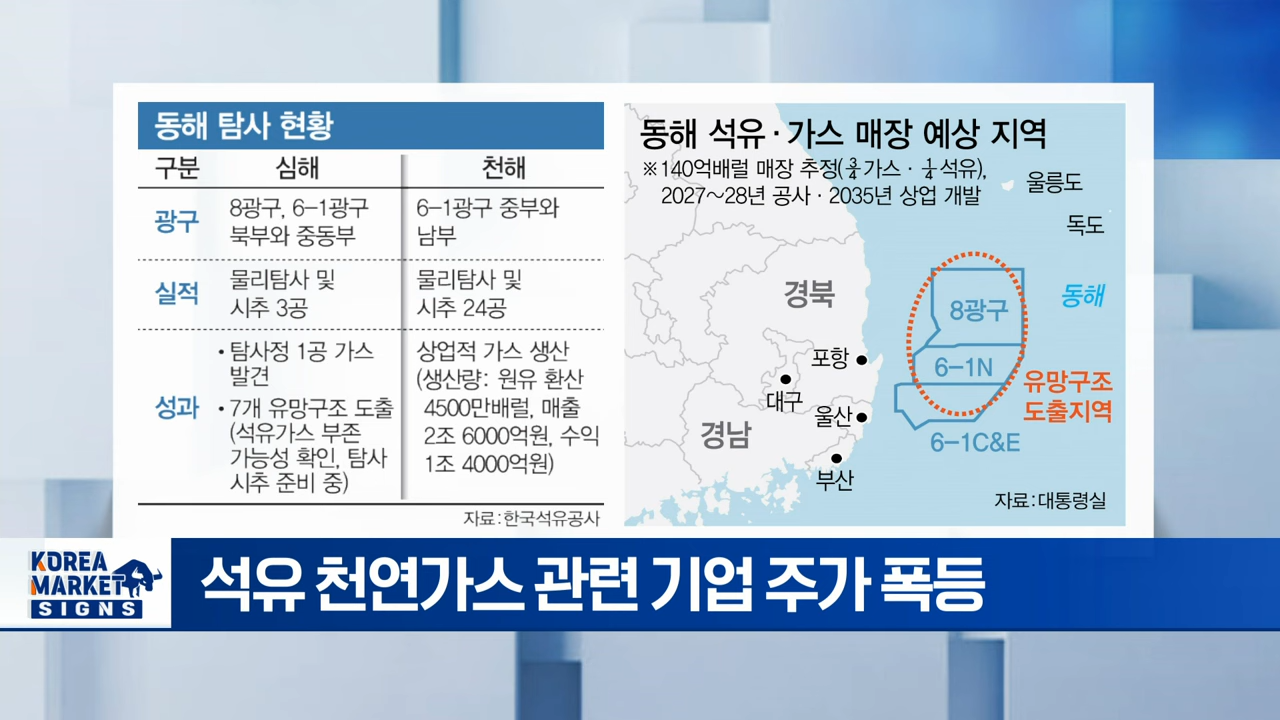 동해 탐사 현황
구분 심해 천해
광구
8광구, 6-1광구
북부와 중동부
6-1광구 중부와
남부
실적
물리탐사 및
시추 3공
물리탐사 및
시추 24공
성과
• 탐사정 1공 가스
발견
• 7개 유망구조 도출
(석유가스 부존
가능성 확인, 탐사
시추 준비 중)
상업적 가스 생산
(생산량: 원유 환산
4500만배럴, 매출
2조 6000억원, 수익
1조 4000억원)
자료:한국석유공사
동해 석유·가스 매장 예상 지역
※140억배럴 매장 추정(¾가스·¼석유),
2027~28년 공사·2035년 상업 개발
울릉도
독도
경북
동해
8광구
포항
6-1N
유망구조
도출지역
대구
울산
경남
6-1C&E
부산
자료:대통령실
KOREA
MARKET
SIGNS
석유 천연가스 관련 기업 주가 폭등